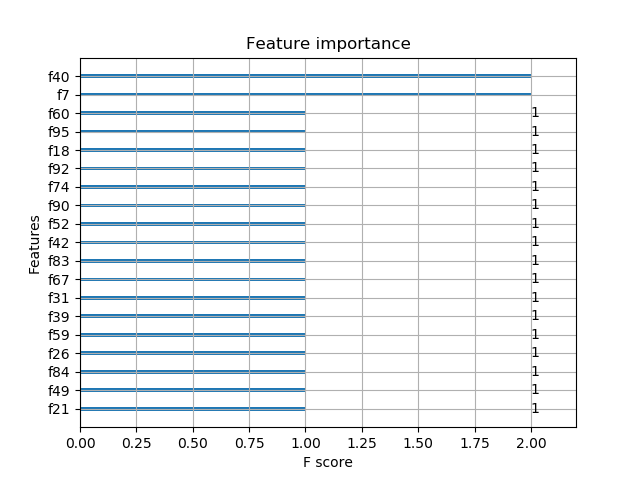 Feature importance
f40
f7
f60 1
f95 1
f18 1
f92 1
f74 1
f90 1
f52 1
f42 1
f83 1
f67 1
f31 1
f39 1
f59 1
f26 1
f84 1
f49 1
f21 1
Features
0.00 0.25 0.50 0.75 1.00 1.25 1.50 1.75 2.00
F score